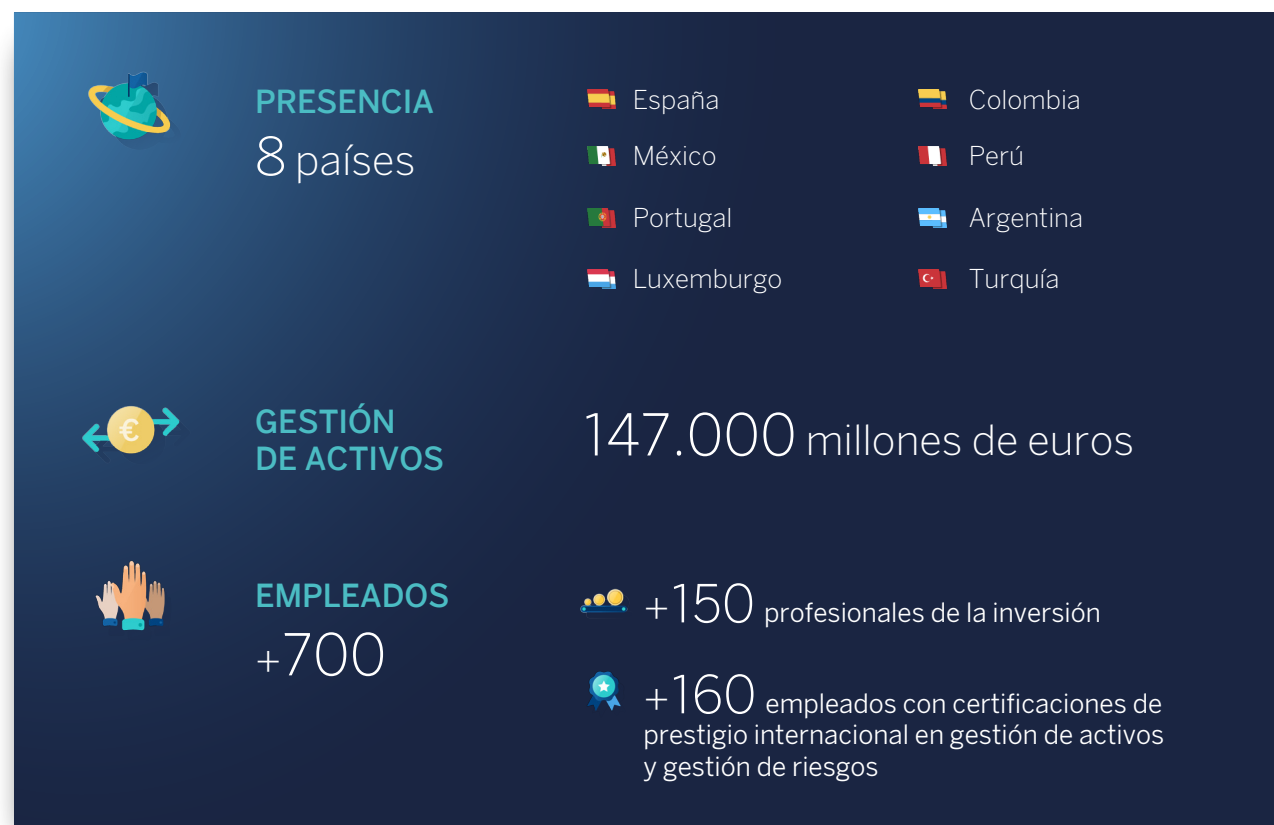 PRESENCIA
8 países
España
Colombia
México
Perú
Portugal
Argentina
Luxemburgo
Turquía
GESTIÓN
DE ACTIVOS
€
147.000 millones de euros
EMPLEADOS
+700
+150 profesionales de la inversión
+160 empleados con certificaciones de
prestigio internacional en gestión de activos
y gestión de riesgos